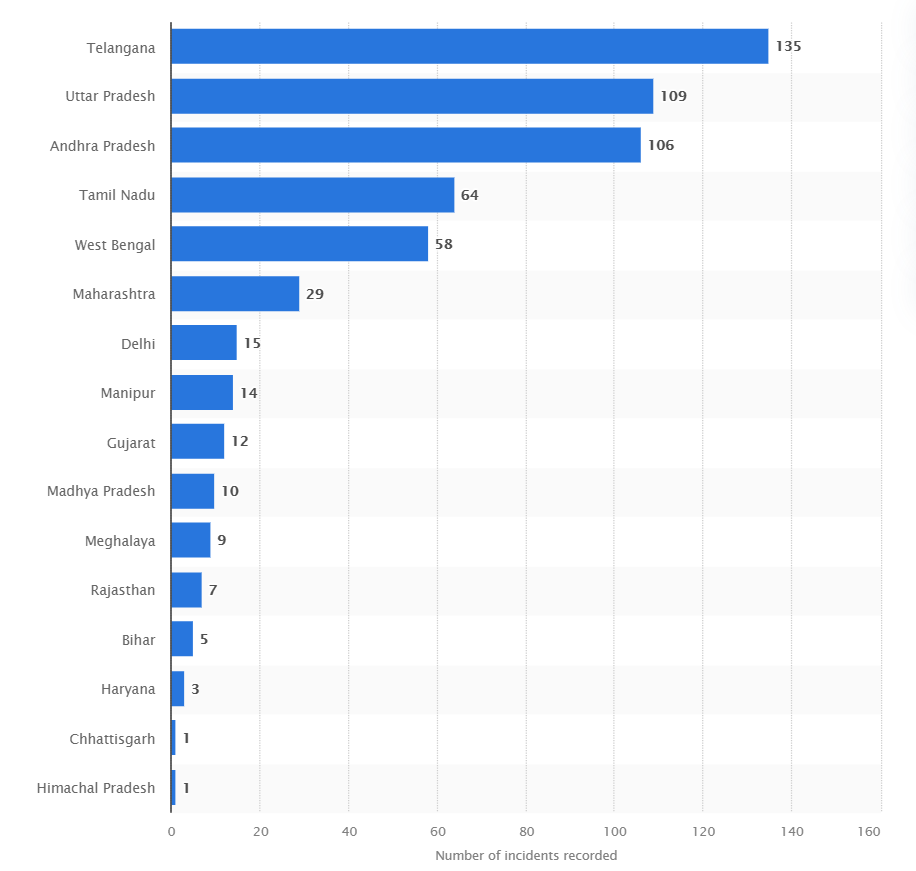 Telangana 135
Uttar Pradesh 109
Andhra Pradesh 106
Tamil Nadu 64
West Bengal 58
Maharashtra 29
Delhi 15
Manipur 14
Gujarat 12
Madhya Pradesh 10
Meghalaya 9
Rajasthan 7
Bihar 5
Haryana 3
Chhattisgarh 1
Himachal Pradesh 1
0 20 40 60 80 100 120 140 160
Number of incidents recorded